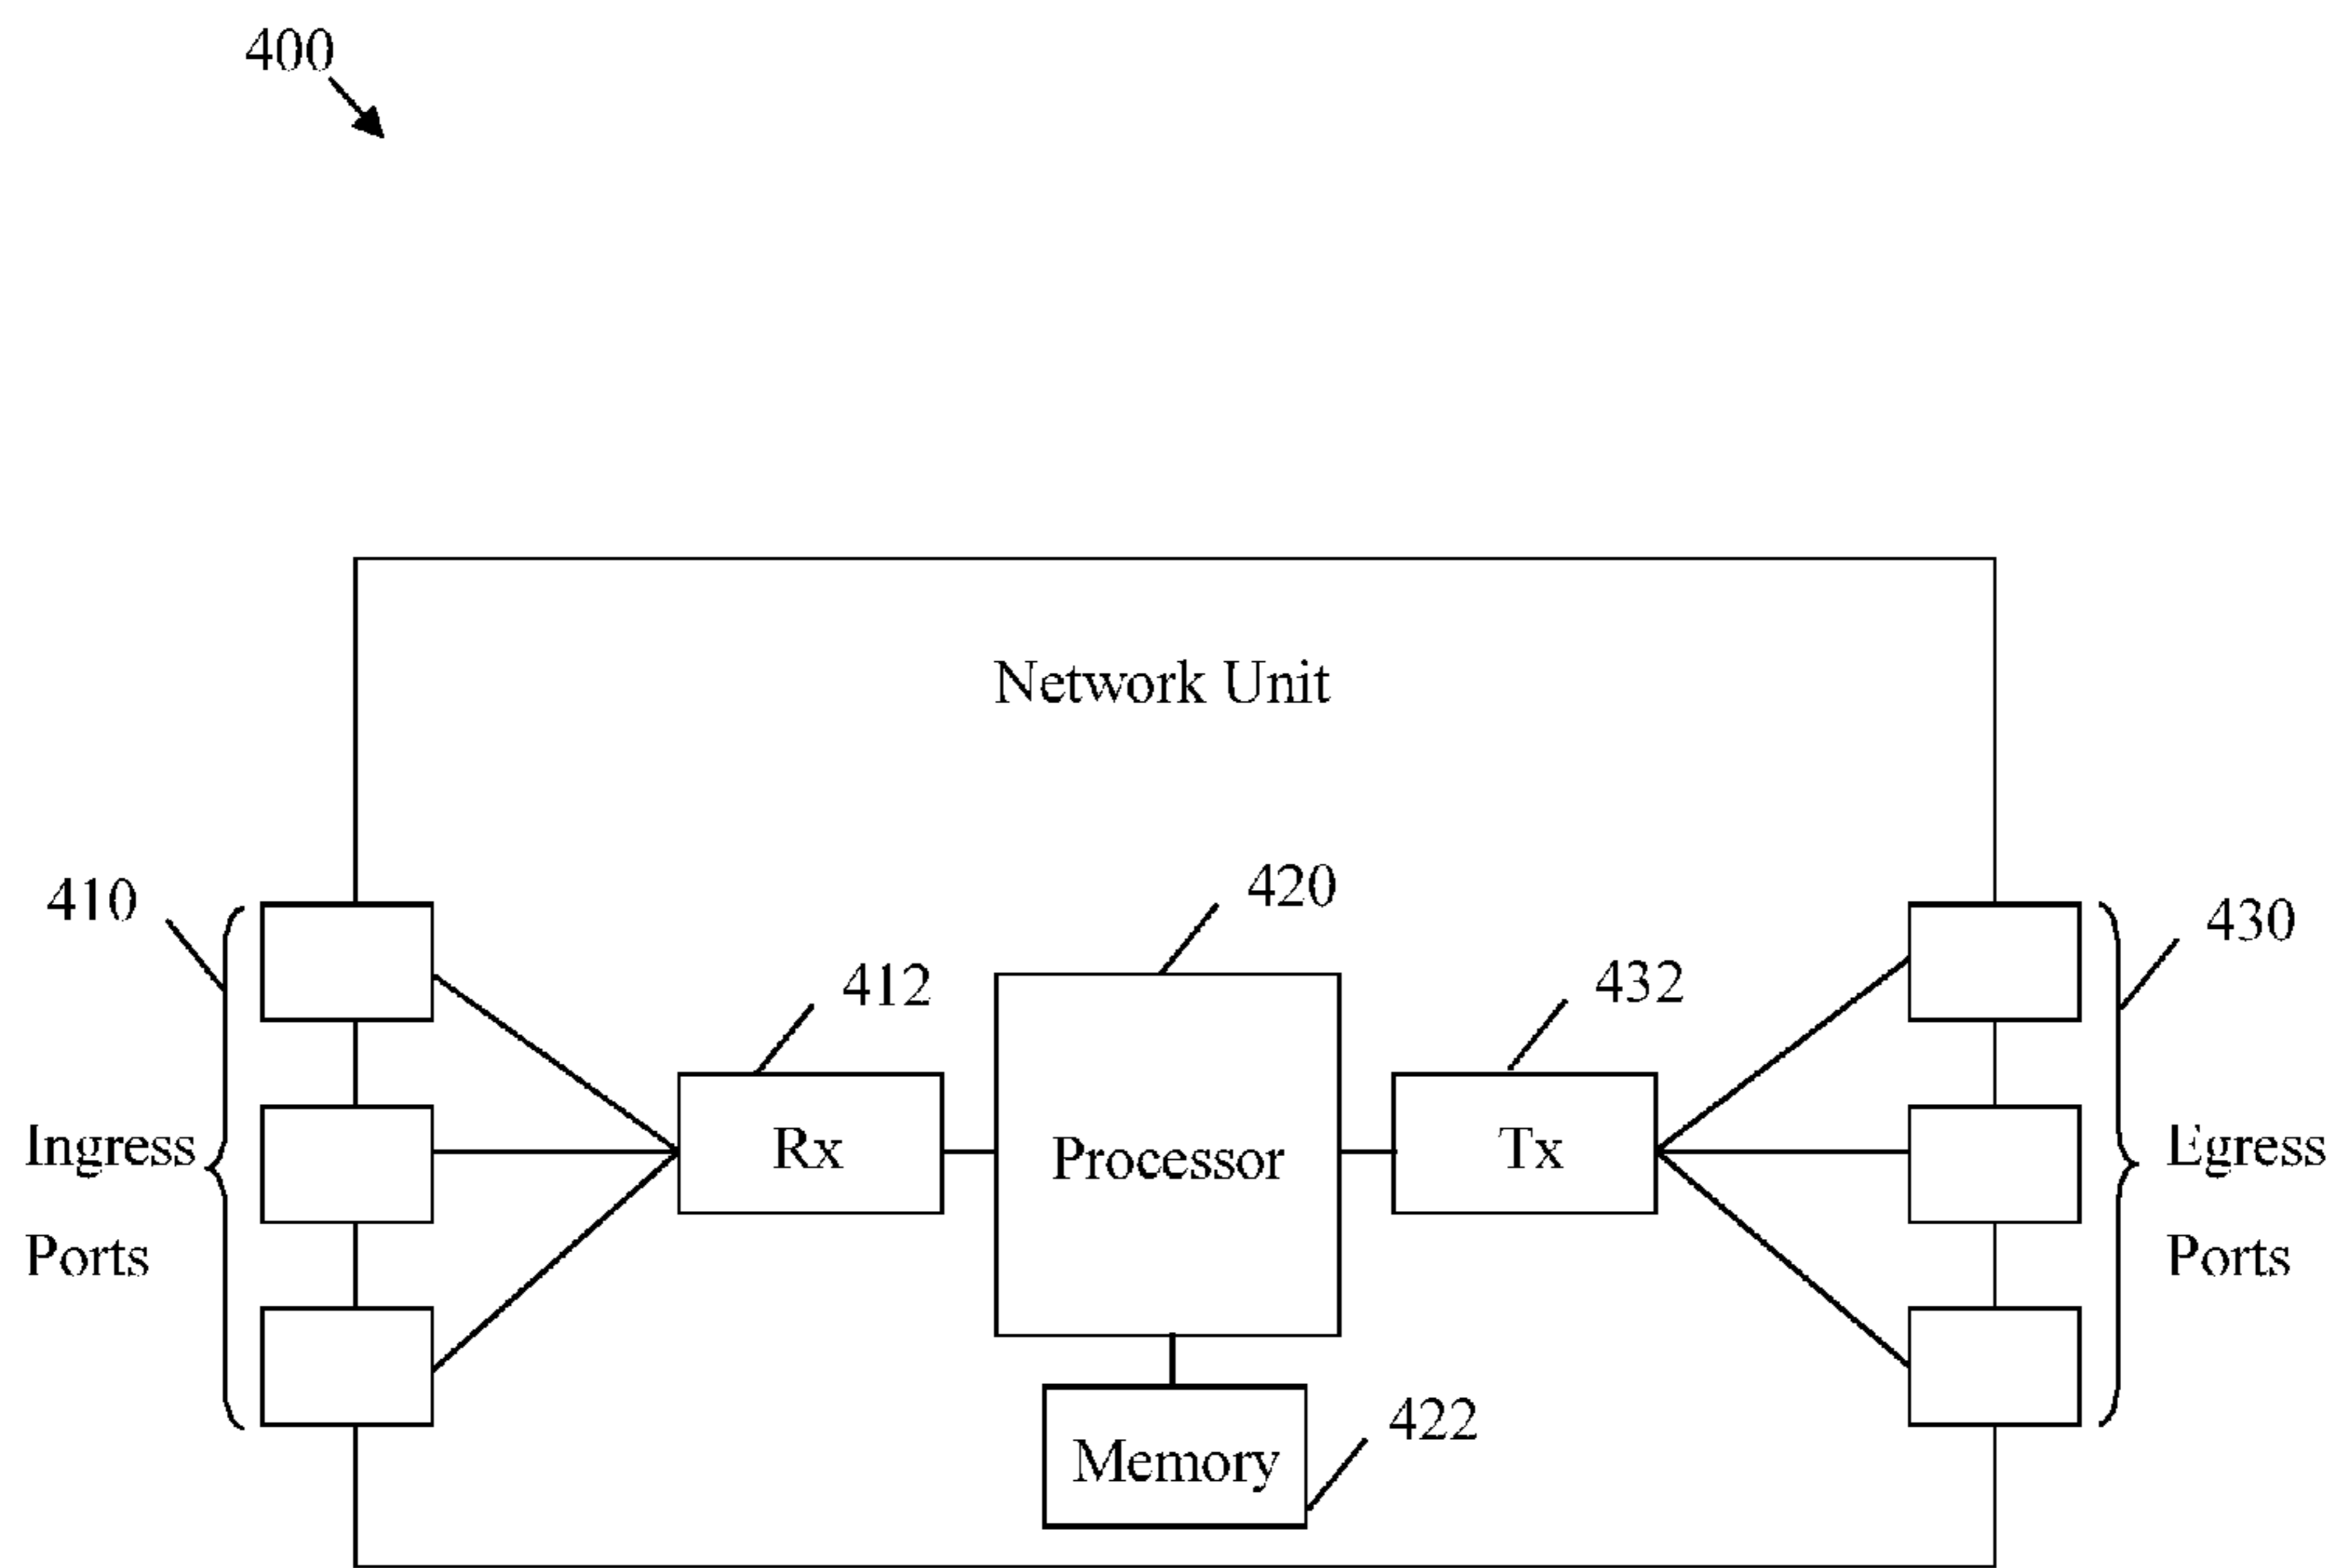 400
Network Unit
420
410
430
412
432
Ingress
Ports
Rx
Processor
Tx
Egress
Ports
422
Memory